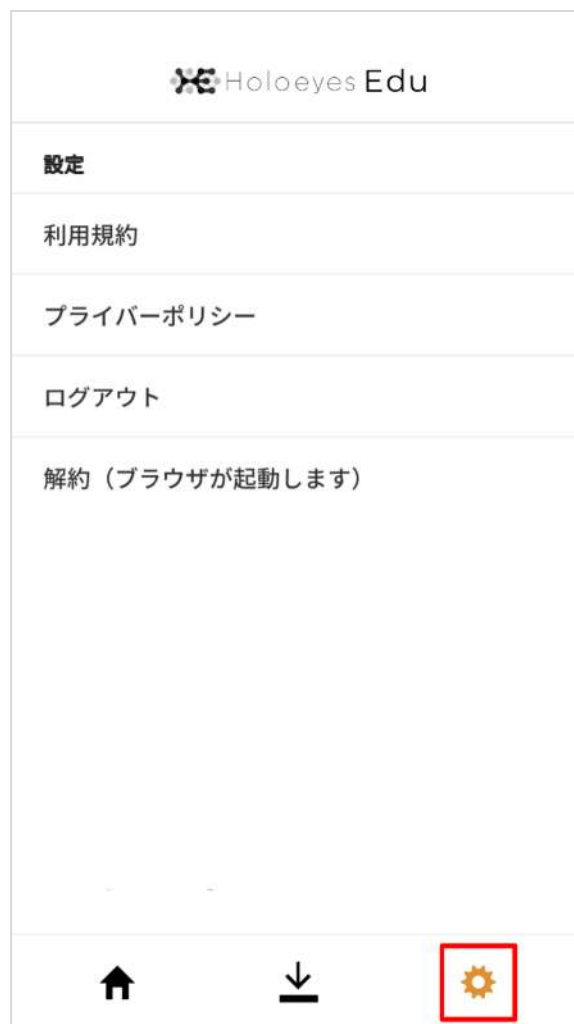 Holoeyes Edu
設定
利用規約
プライバーポリシー
ログアウト
解約（ブラウザが起動します）